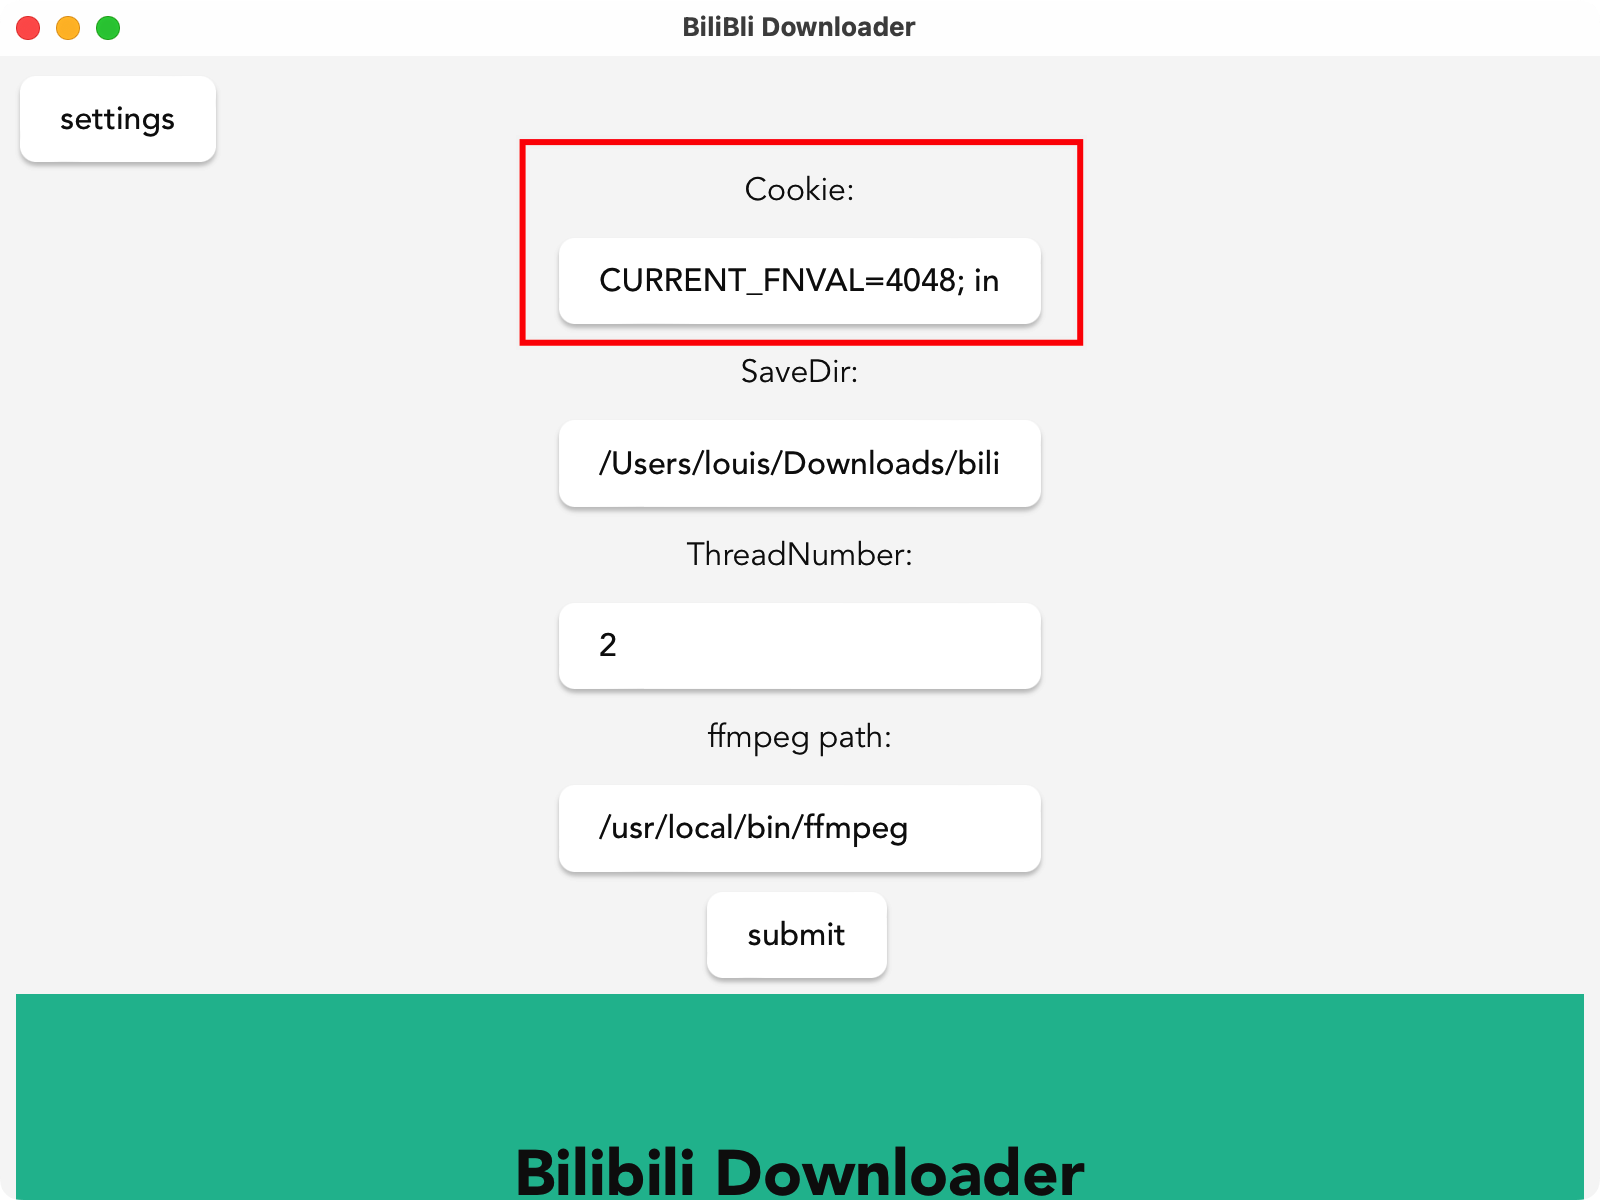 BiliBli Downloader
settings
Cookie:
CURRENT_FNVAL=4048; in
SaveDir:
/Users/louis/Downloads/bili
ThreadNumber:
2
ffmpeg path:
/usr/local/bin/ffmpeg
submit
Bilibili Downloader